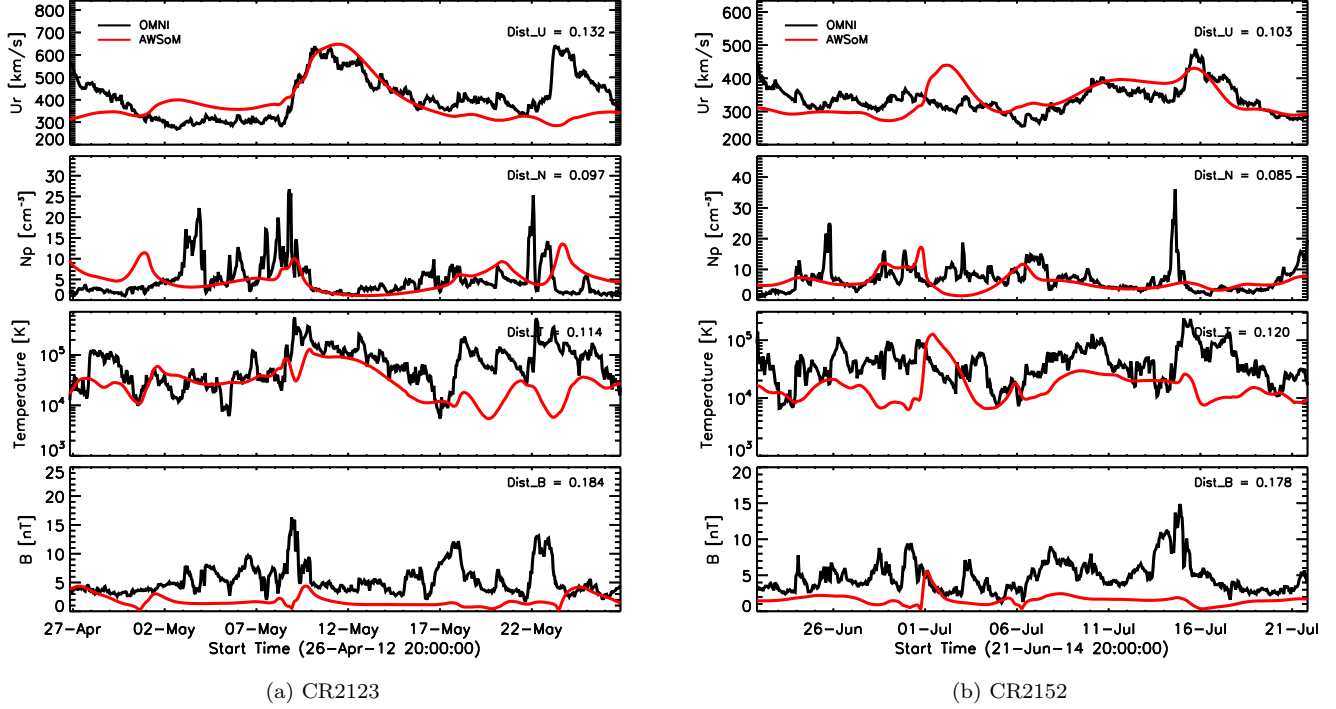 OMNI
AWSoM
Dist_U = 0.132
Ur [km/s]
800
700
600
500
400
300
200
Dist_N = 0.097
Np [cm⁻³]
30
25
20
15
10
5
0
Dist_T = 0.114
Temperature [K]
10⁵
10⁴
10³
Dist_B = 0.184
B [nT]
25
20
15
10
5
0
27-Apr 02-May 07-May 12-May 17-May 22-May
Start Time (26-Apr-12 20:00:00)
(a) CR2123
OMNI
AWSoM
Dist_U = 0.103
Ur [km/s]
600
500
400
300
200
Dist_N = 0.085
Np [cm⁻³]
40
30
20
10
0
Dist_T = 0.120
Temperature [K]
10⁵
10⁴
10³
Dist_B = 0.178
B [nT]
20
15
10
5
0
26-Jun 01-Jul 06-Jul 11-Jul 16-Jul 21-Jul
Start Time (21-Jun-14 20:00:00)
(b) CR2152